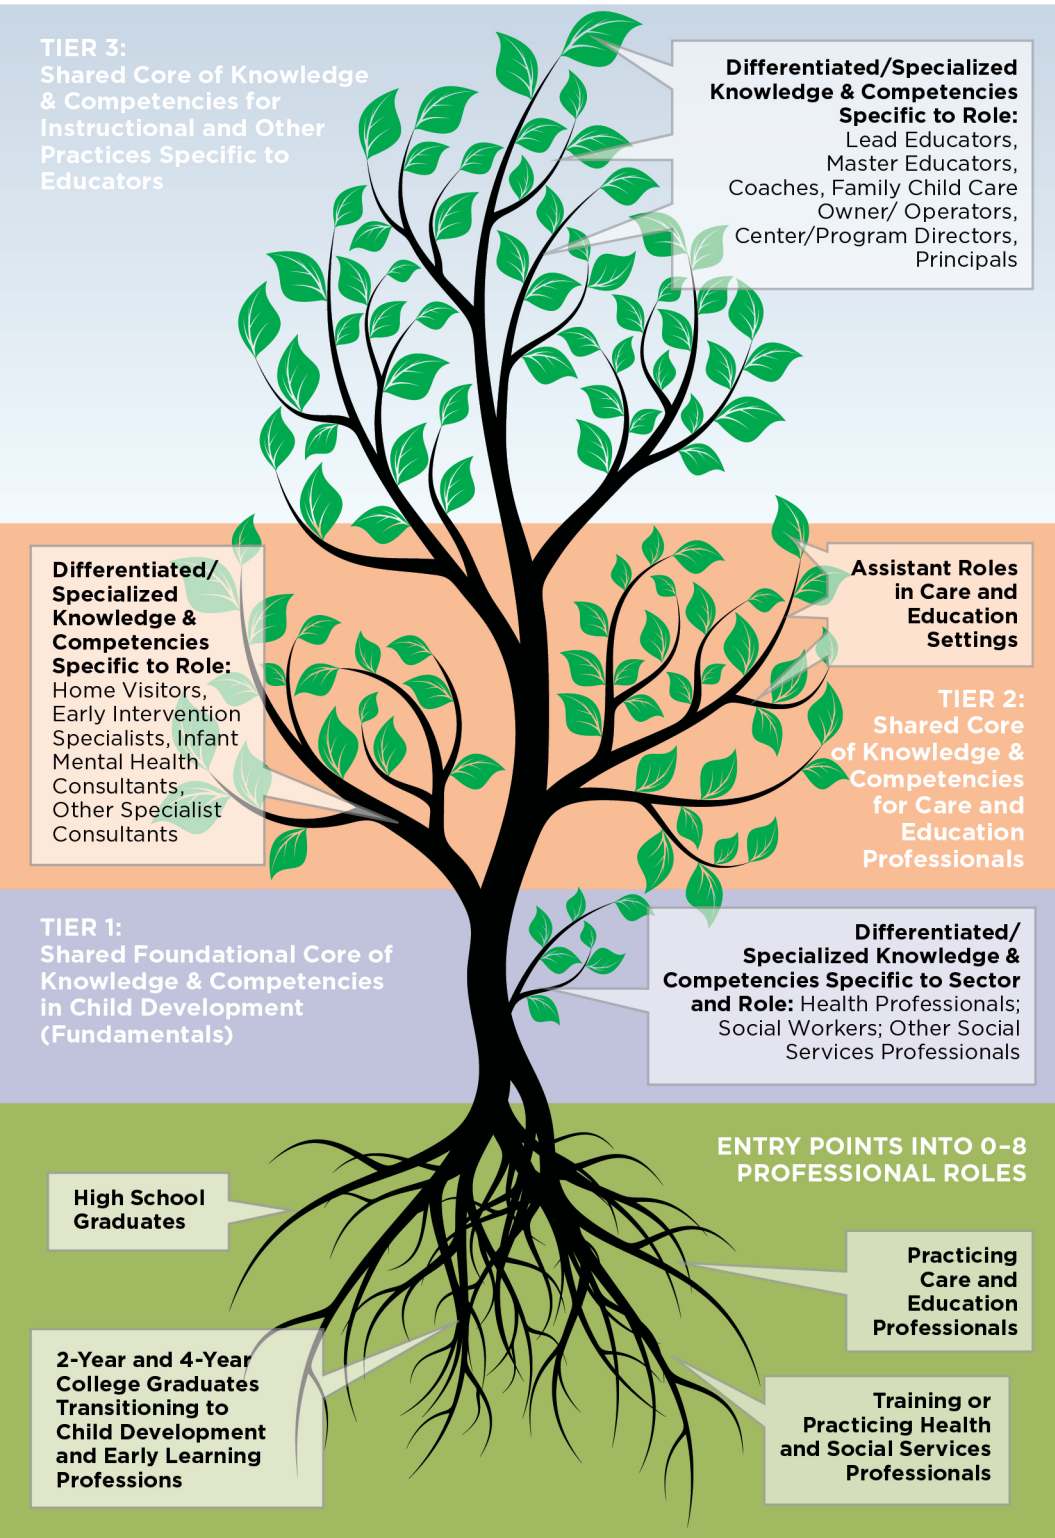 TIER 3:
Shared Core of Knowledge
& Competencies for
Instructional and Other
Practices Specific to
Educators
Differentiated/Specialized
Knowledge & Competencies
Specific to Role:
Lead Educators,
Master Educators,
Coaches, Family Child Care
Owner/ Operators,
Center/Program Directors,
Principals
Differentiated/
Specialized
Knowledge &
Competencies
Specific to Role:
Home Visitors,
Early Intervention
Specialists, Infant
Mental Health
Consultants,
Other Specialist
Consultants
Assistant Roles
in Care and
Education
Settings
TIER 2:
Shared Core
of Knowledge &
Competencies
for Care and
Education
Professionals
TIER 1:
Shared Foundational Core of
Knowledge & Competencies
in Child Development
(Fundamentals)
Differentiated/
Specialized Knowledge &
Competencies Specific to Sector
and Role: Health Professionals;
Social Workers; Other Social
Services Professionals
ENTRY POINTS INTO 0–8
PROFESSIONAL ROLES
High School
Graduates
Practicing
Care and
Education
Professionals
2-Year and 4-Year
College Graduates
Transitioning to
Child Development
and Early Learning
Professions
Training or
Practicing Health
and Social Services
Professionals